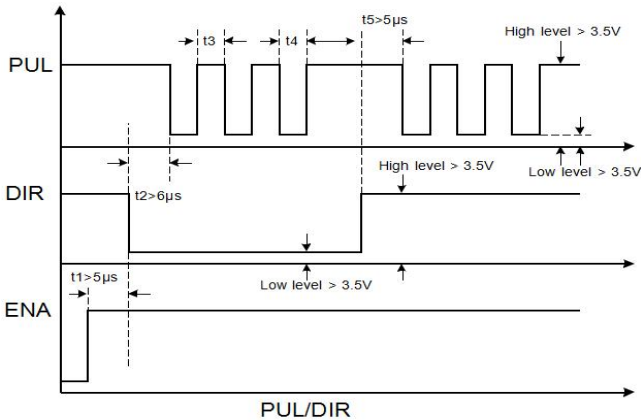 t5>5μs
t3
t4
High level > 3.5V
PUL
Low level > 3.5V
High level > 3.5V
DIR
t2>6μs
t1>5μs
Low level > 3.5V
ENA
PUL/DIR